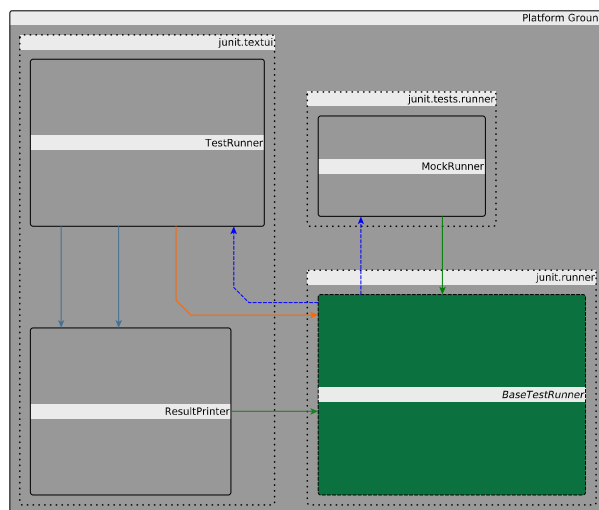 Platform Groun
junit.textui
TestRunner
junit.tests.runner
MockRunner
junit.runner
BaseTestRunner
ResultPrinter